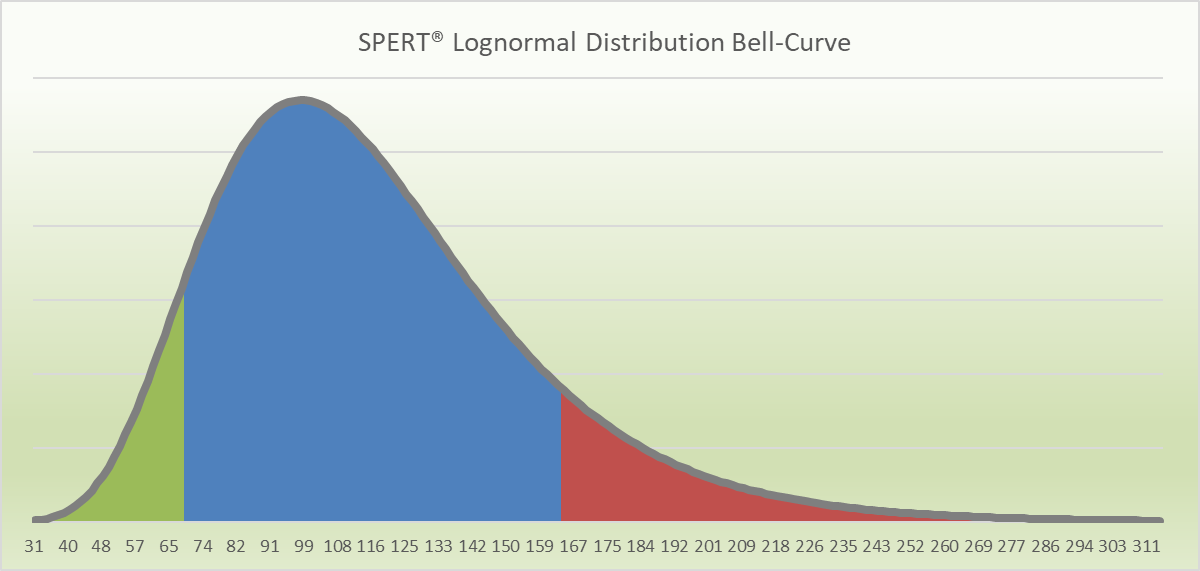 SPERT® Lognormal Distribution Bell-Curve
31 40 48 57 65 74 82 91 99 108 116 125 133 142 150 159 167 175 184 192 201 209 218 226 235 243 252 260 269 277 286 294 303 311